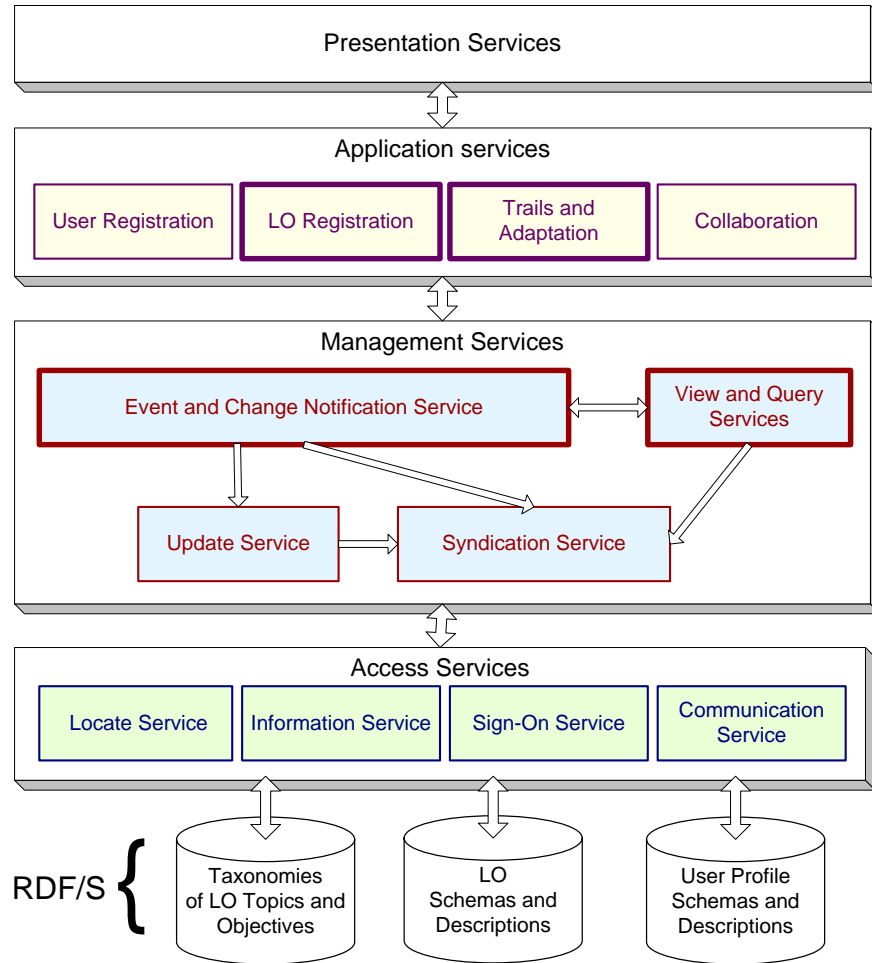 Presentation Services
Application services
User Registration
LO Registration
Trails and
Adaptation
Collaboration
Management Services
Event and Change Notification Service
View and Query
Services
Update Service
Syndication Service
Access Services
Locate Service
Information Service
Sign-On Service
Communication
Service
RDF/S
{
Taxonomies
of LO Topics and
Objectives
LO
Schemas and
Descriptions
User Profile
Schemas and
Descriptions